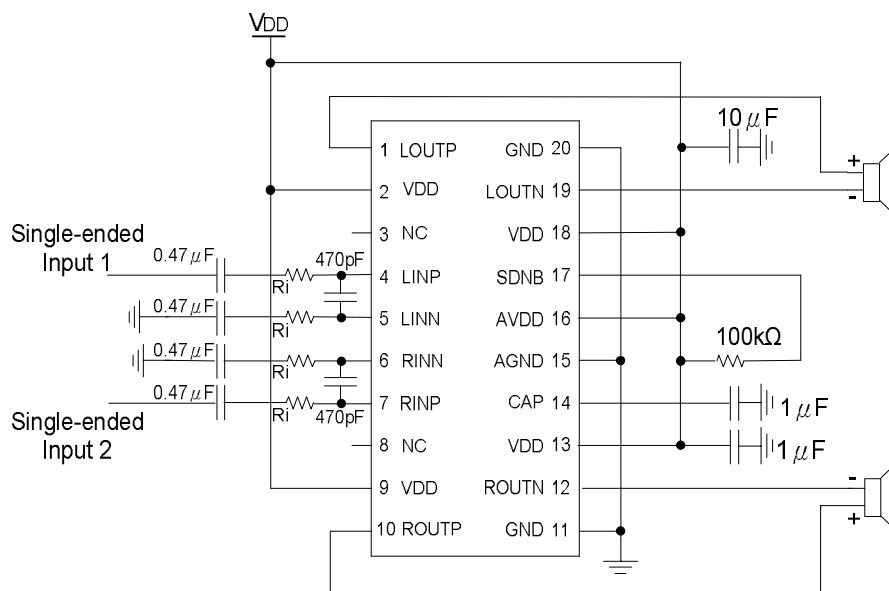 VDD
10μF
1 LOUTP GND 20
+
2 VDD LOUTN 19
-
3 NC VDD 18
Single-ended
Input 1
0.47μF
470pF
4 LINP SDNB 17
Ri
0.47μF
5 LINN AVDD 16
Ri
100kΩ
0.47μF
6 RINN AGND 15
Ri
0.47μF
7 RINP CAP 14
Ri
470pF
1μF
Single-ended
Input 2
8 NC VDD 13
1μF
9 VDD ROUTN 12
-
+
10 ROUTP GND 11